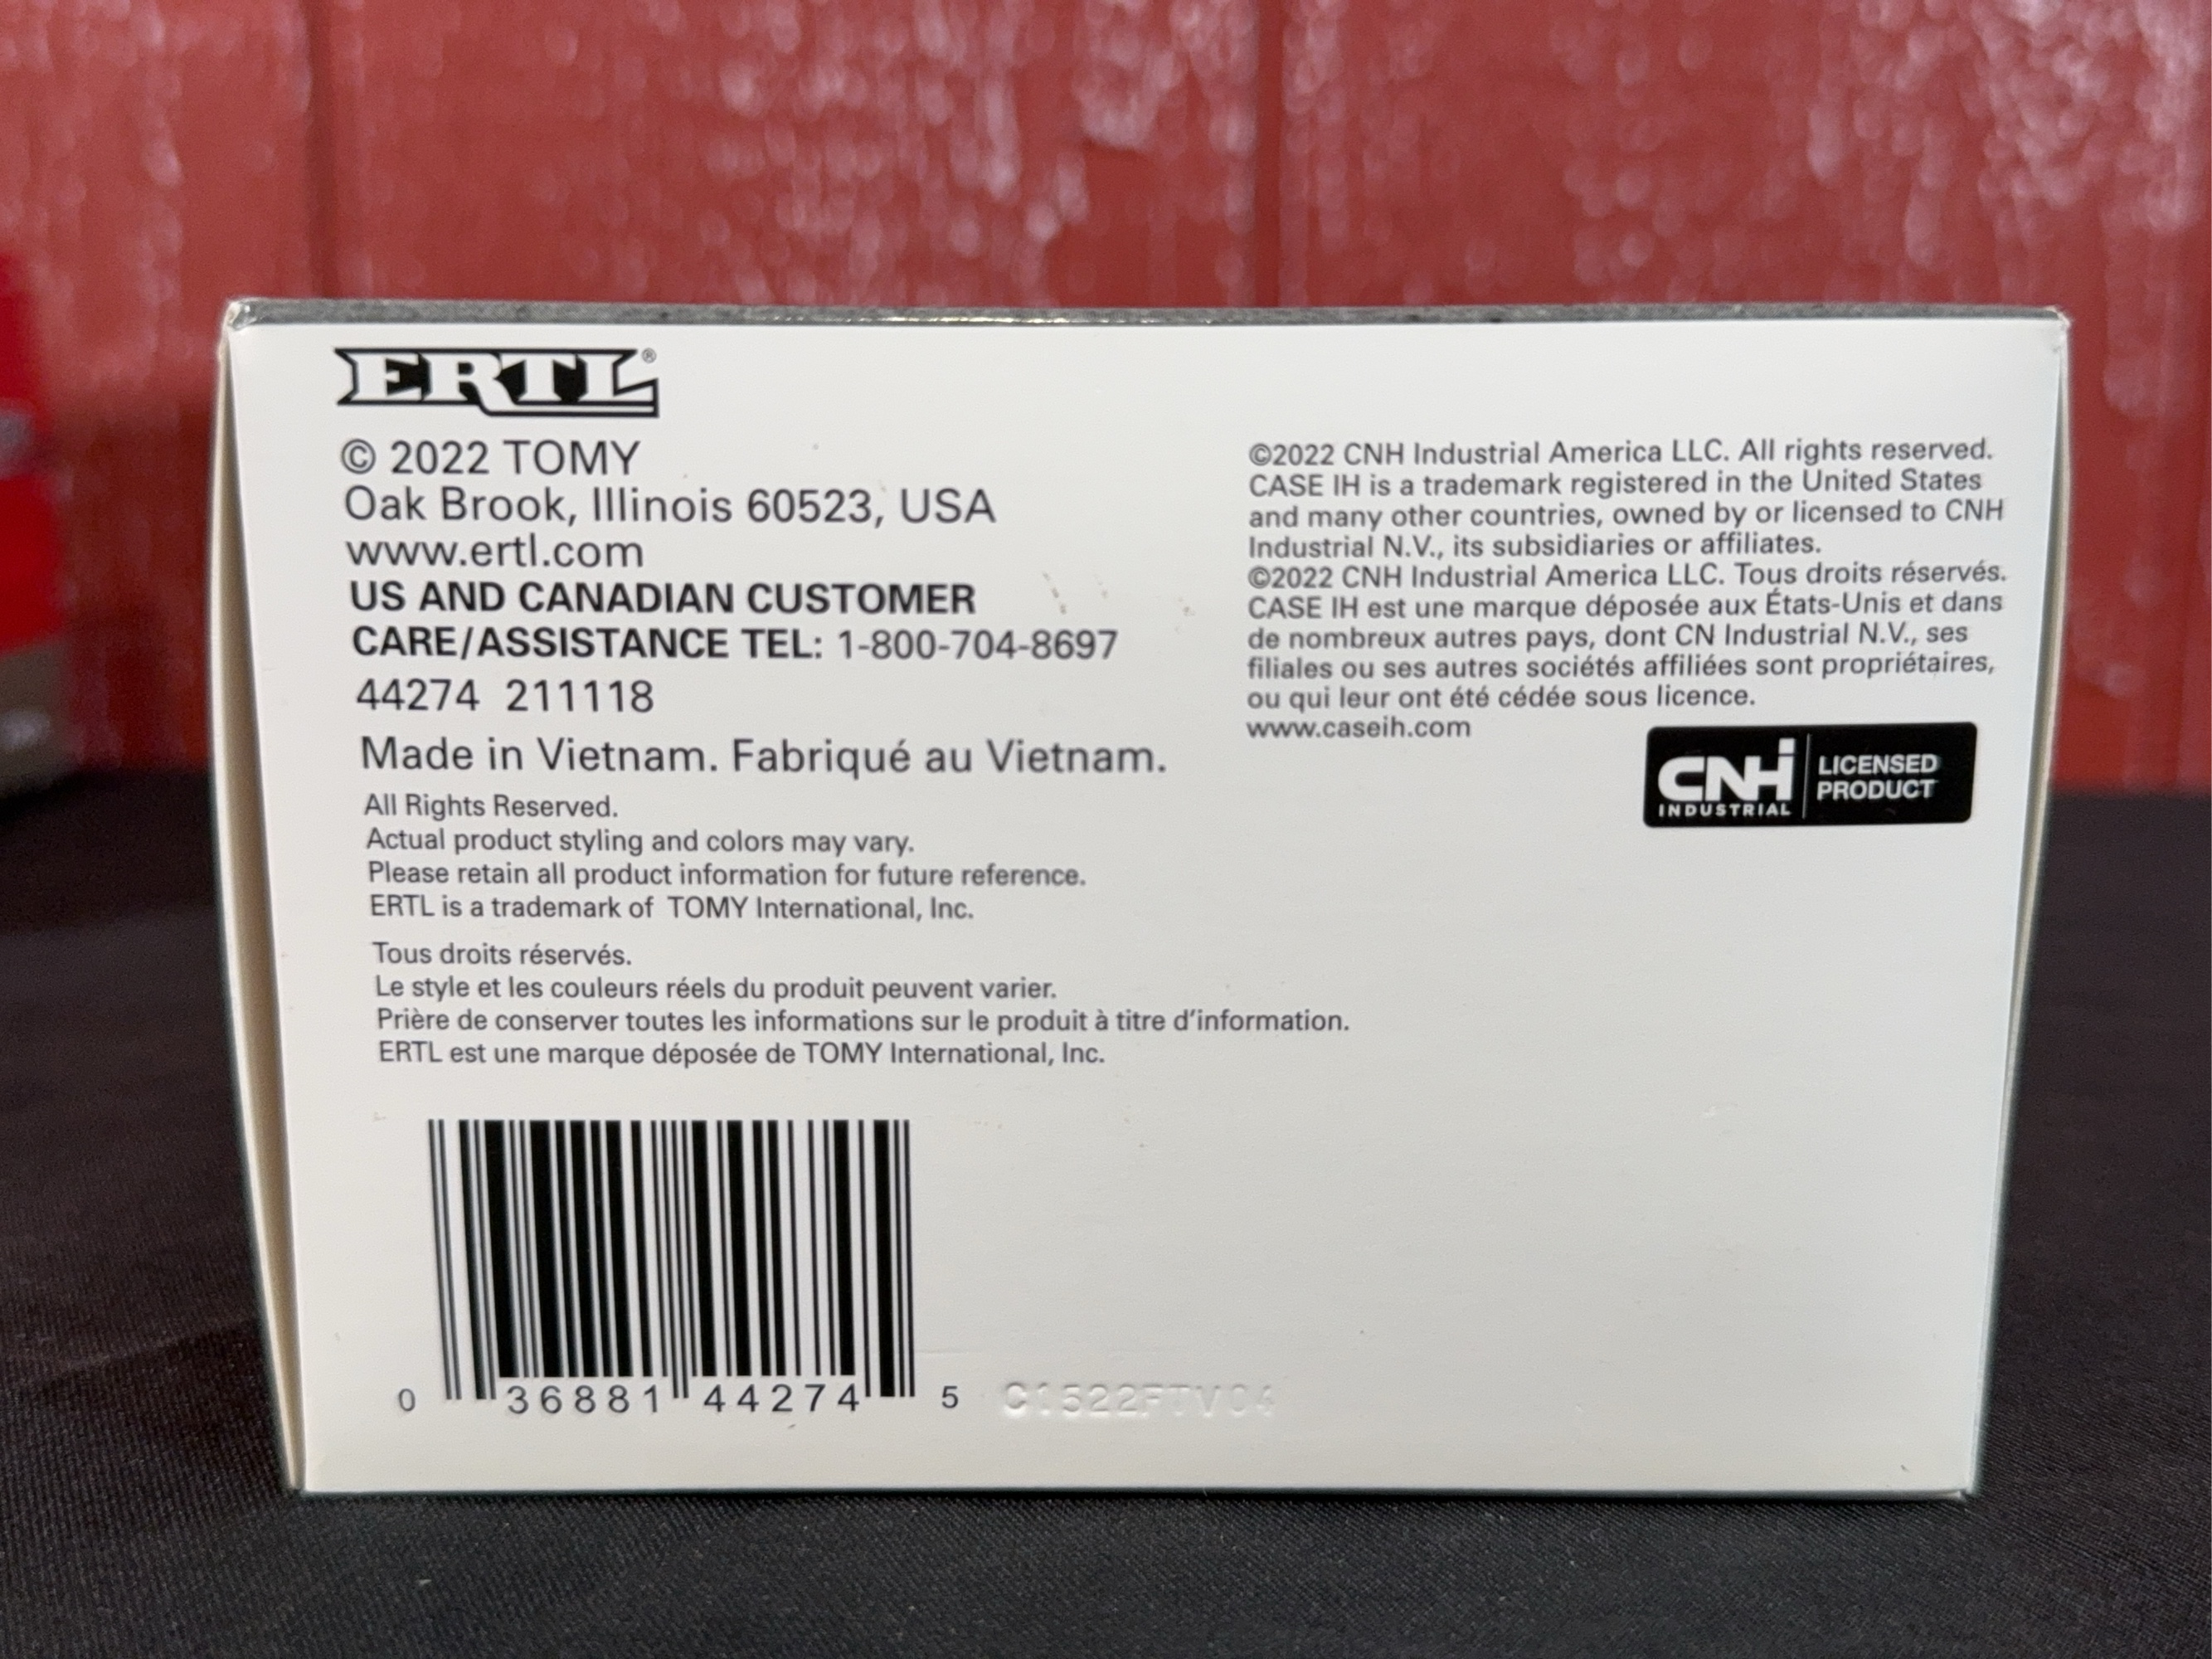 ERTL®
© 2022 TOMY
Oak Brook, Illinois 60523, USA
www.ertl.com
US AND CANADIAN CUSTOMER
CARE/ASSISTANCE TEL: 1-800-704-8697
44274 211118
Made in Vietnam. Fabriqué au Vietnam.
All Rights Reserved.
Actual product styling and colors may vary.
Please retain all product information for future reference.
ERTL is a trademark of TOMY International, Inc.
Tous droits réservés.
Le style et les couleurs réels du produit peuvent varier.
Prière de conserver toutes les informations sur le produit à titre d'information.
ERTL est une marque déposée de TOMY International, Inc.
0 36881 44274 5
C1522FTV04
©2022 CNH Industrial America LLC. All rights reserved.
CASE IH is a trademark registered in the United States
and many other countries, owned by or licensed to CNH
Industrial N.V., its subsidiaries or affiliates.
©2022 CNH Industrial America LLC. Tous droits réservés.
CASE IH est une marque déposée aux États-Unis et dans
de nombreux autres pays, dont CN Industrial N.V., ses
filiales ou ses autres sociétés affiliées sont propriétaires,
ou qui leur ont été cédée sous licence.
www.caseih.com
CNH
INDUSTRIAL
LICENSED
PRODUCT